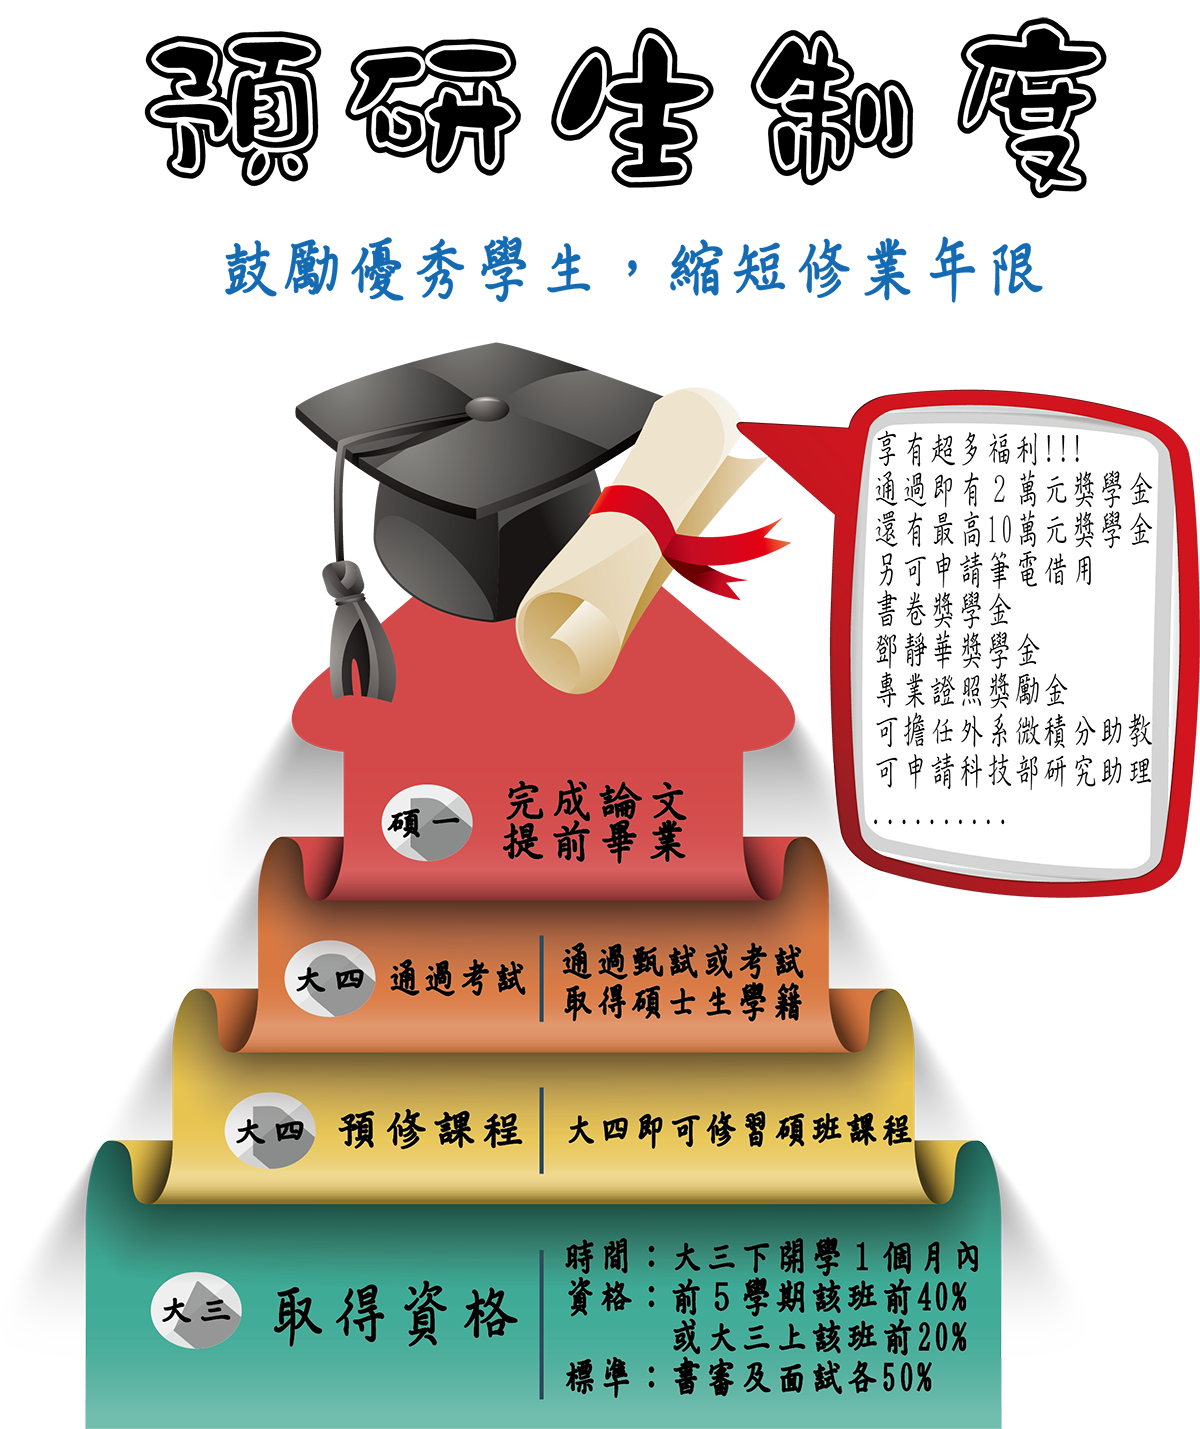 預研生制度
鼓勵優秀學生，縮短修業年限
享有超多福利!!!
通過即有2萬元獎學金
還有最高10萬元獎學金
另可申請筆電借用
書卷獎學金
鄧靜華獎學金
專業證照獎勵金
可擔任外系微積分助教
可申請科技部研究助理
..........
碩一
完成論文
提前畢業
大四
通過考試
通過甄試或考試
取得碩士生學籍
大四
預修課程
大四即可修習碩班課程
大三
取得資格
時間：大三下開學1個月內
資格：前5學期該班前40%
或大三上該班前20%
標準：書審及面試各50%